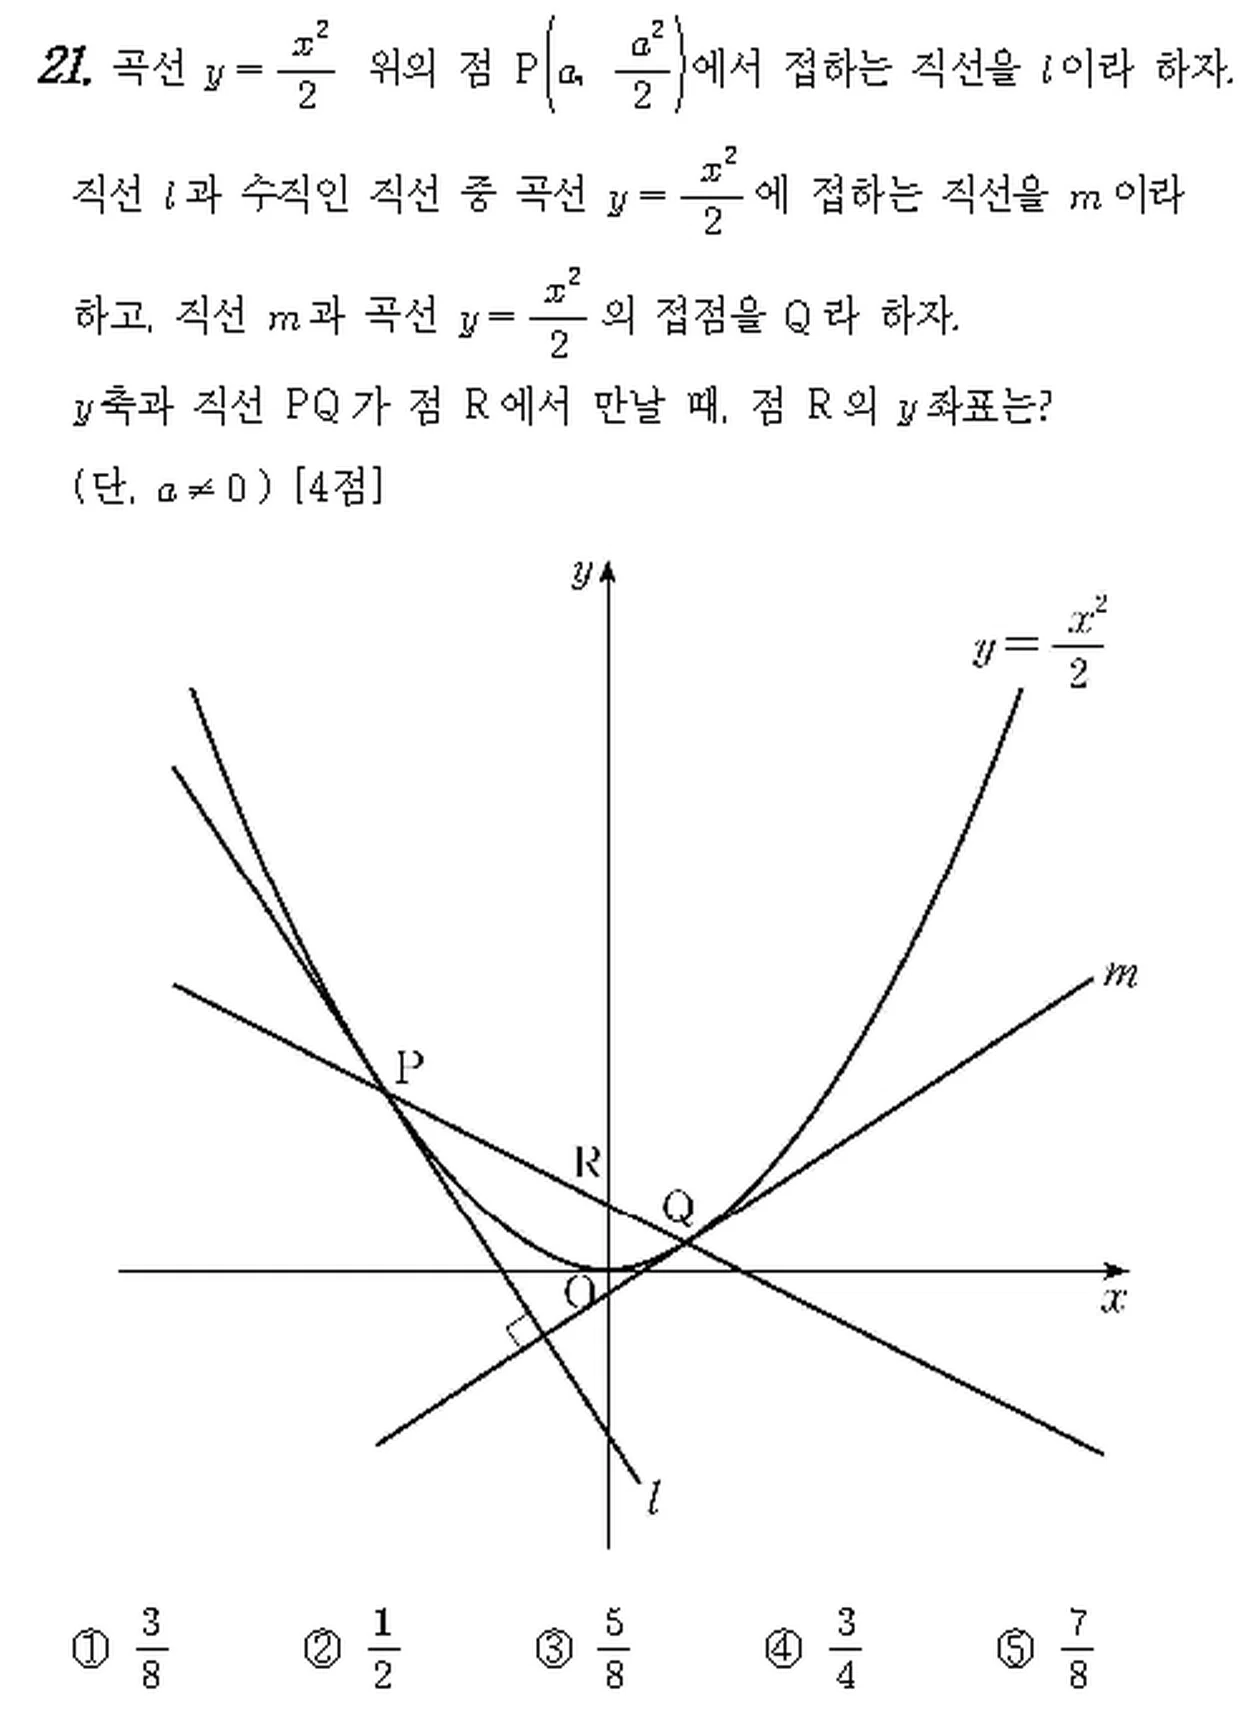 21. 곡선 y = x²/2 위의 점 P(a, a²/2)에서 접하는 직선을 l이라 하자.
직선 l과 수직인 직선 중 곡선 y = x²/2 에 접하는 직선을 m이라
하고, 직선 m과 곡선 y = x²/2 의 접점을 Q라 하자.
y축과 직선 PQ가 점 R에서 만날 때, 점 R의 y좌표는?
(단, a ≠ 0) [4점]
y
y = x²/2
m
P
R
Q
O
x
l
① 3/8 ② 1/2 ③ 5/8 ④ 3/4 ⑤ 7/8